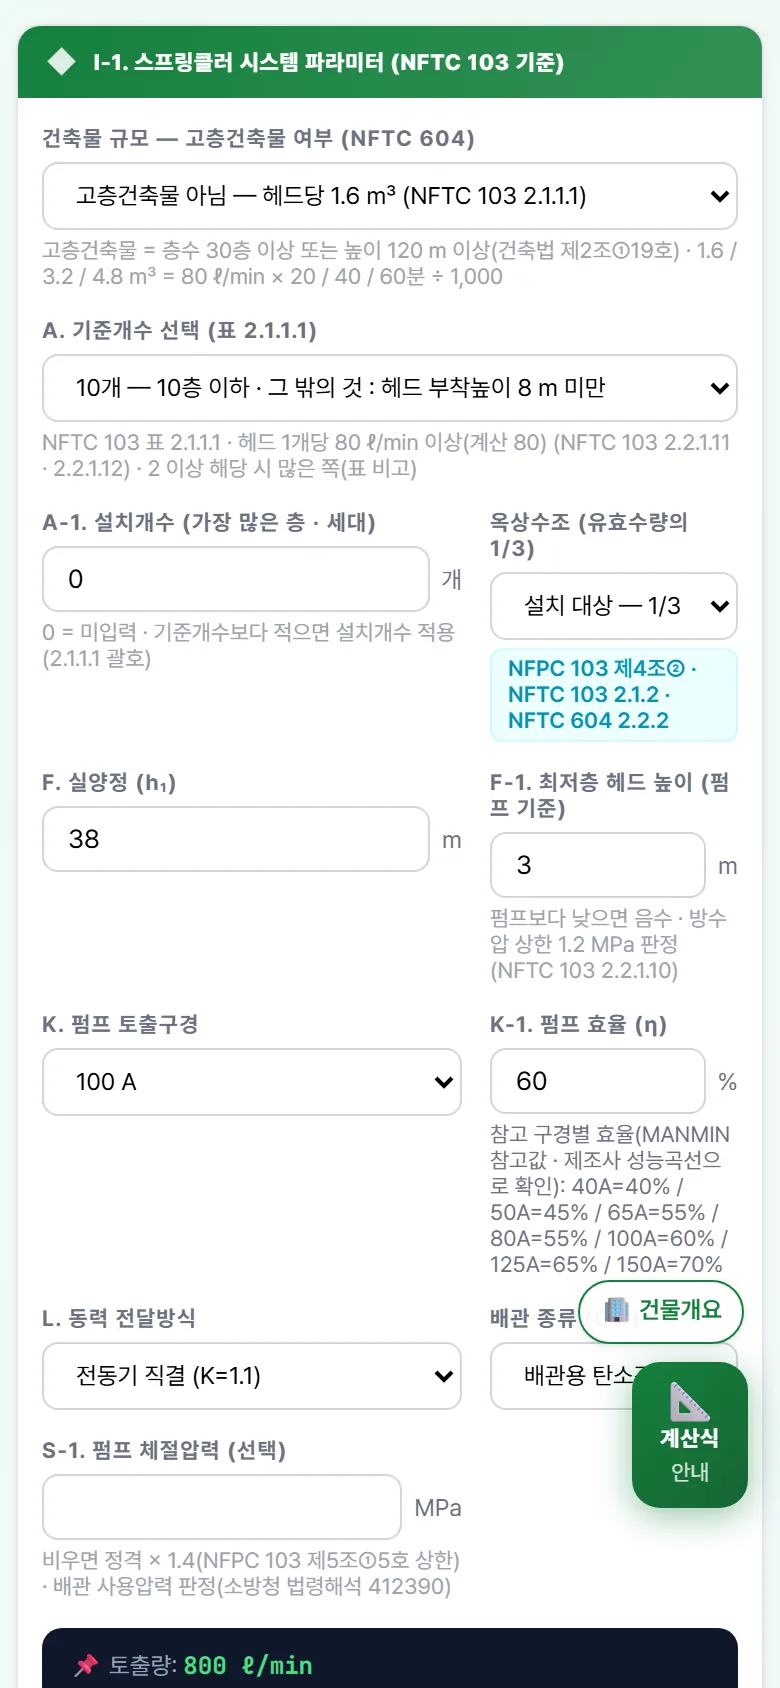 I-1. 스프링클러 시스템 파라미터 (NFTC 103 기준)
건축물 규모 — 고층건축물 여부 (NFTC 604)
고층건축물 아님 — 헤드당 1.6 m³ (NFTC 103 2.1.1.1)
고층건축물 = 층수 30층 이상 또는 높이 120 m 이상(건축법 제2조①19호) · 1.6 /
3.2 / 4.8 m³ = 80 ℓ/min × 20 / 40 / 60분 ÷ 1,000
A. 기준개수 선택 (표 2.1.1.1)
10개 — 10층 이하 · 그 밖의 것 : 헤드 부착높이 8 m 미만
NFTC 103 표 2.1.1.1 · 헤드 1개당 80 ℓ/min 이상(계산 80) (NFTC 103 2.2.1.11
· 2.2.1.12) · 2 이상 해당 시 많은 쪽(표 비고)
A-1. 설치개수 (가장 많은 층 · 세대)
0
개
0 = 미입력 · 기준개수보다 적으면 설치개수 적용
(2.1.1.1 괄호)
옥상수조 (유효수량의
1/3)
설치 대상 — 1/3
NFPC 103 제4조② ·
NFTC 103 2.1.2 ·
NFTC 604 2.2.2
F. 실양정 (h₁)
38
m
F-1. 최저층 헤드 높이 (펌
프 기준)
3
m
펌프보다 낮으면 음수 · 방수
압 상한 1.2 MPa 판정
(NFTC 103 2.2.1.10)
K. 펌프 토출구경
100 A
K-1. 펌프 효율 (η)
60
%
참고 구경별 효율(MANMIN
참고값 · 제조사 성능곡선으
로 확인): 40A=40% /
50A=45% / 65A=55% /
80A=55% / 100A=60% /
125A=65% / 150A=70%
L. 동력 전달방식
전동기 직결 (K=1.1)
배관 종류
배관용 탄소
건물개요
계산식
안내
S-1. 펌프 체절압력 (선택)
MPa
비우면 정격 × 1.4(NFPC 103 제5조①5호 상한)
· 배관 사용압력 판정(소방청 법령해석 412390)
토출량: 800 ℓ/min